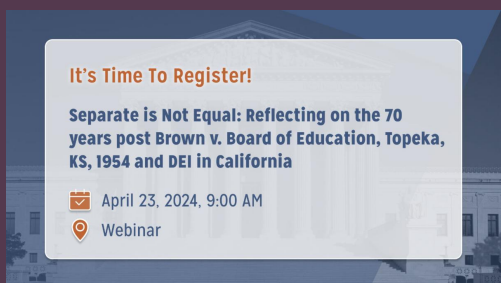 It's Time To Register!
Separate is Not Equal: Reflecting on the 70
years post Brown v. Board of Education, Topeka,
KS, 1954 and DEI in California
April 23, 2024, 9:00 AM
Webinar